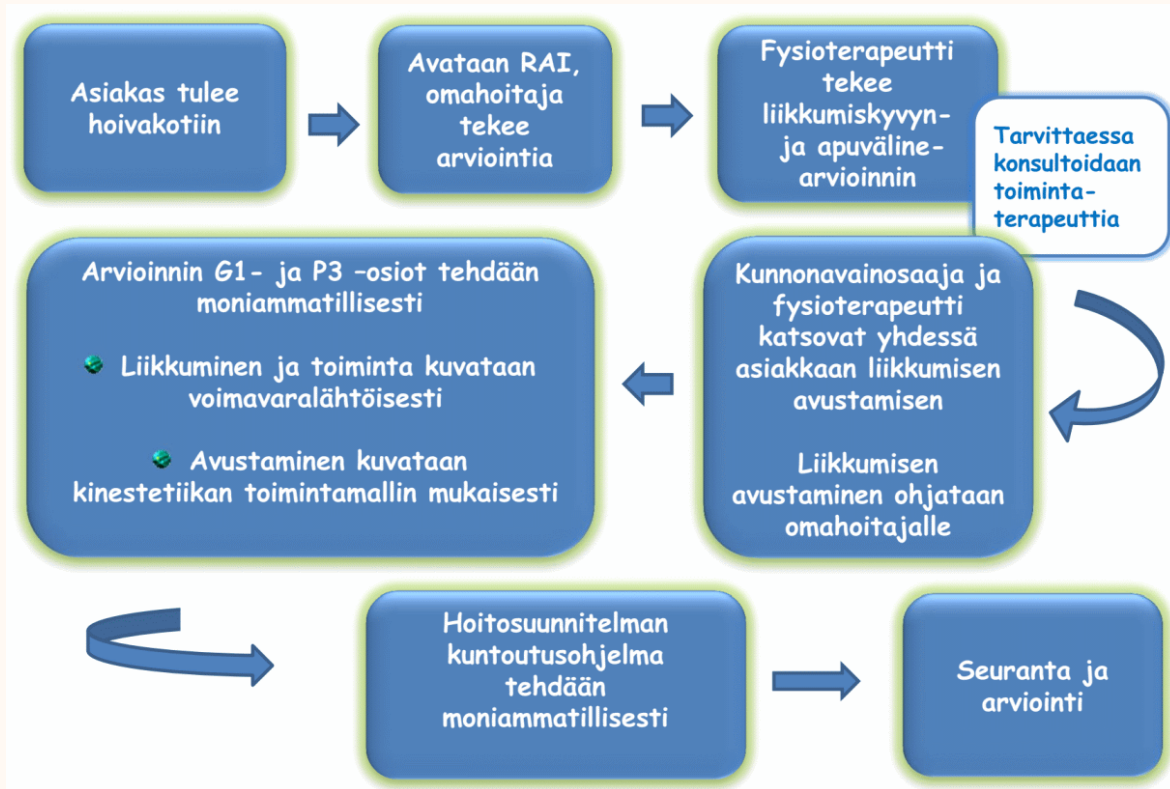 Asiakas tulee
hoivakotiin
Avataan RAI,
omahoitaja
tekee
arviointia
Fysioterapeutti
tekee
liikkumiskyvyn-
ja apuväline-
arvioinnin
Tarvittaessa
konsultoidaan
toiminta-
terapeuttia
Kunnonavainosaaja ja
fysioterapeutti
katsovat yhdessä
asiakkaan liikkumisen
avustamisen
Liikkumisen
avustaminen ohjataan
omahoitajalle
Arvioinnin G1- ja P3 –osiot tehdään
moniammatillisesti
Liikkuminen ja toiminta kuvataan
voimavaralähtöisesti
Avustaminen kuvataan
kinestetiikan toimintamallin mukaisesti
Hoitosuunnitelman
kuntoutusohjelma
tehdään
moniammatillisesti
Seuranta ja
arviointi